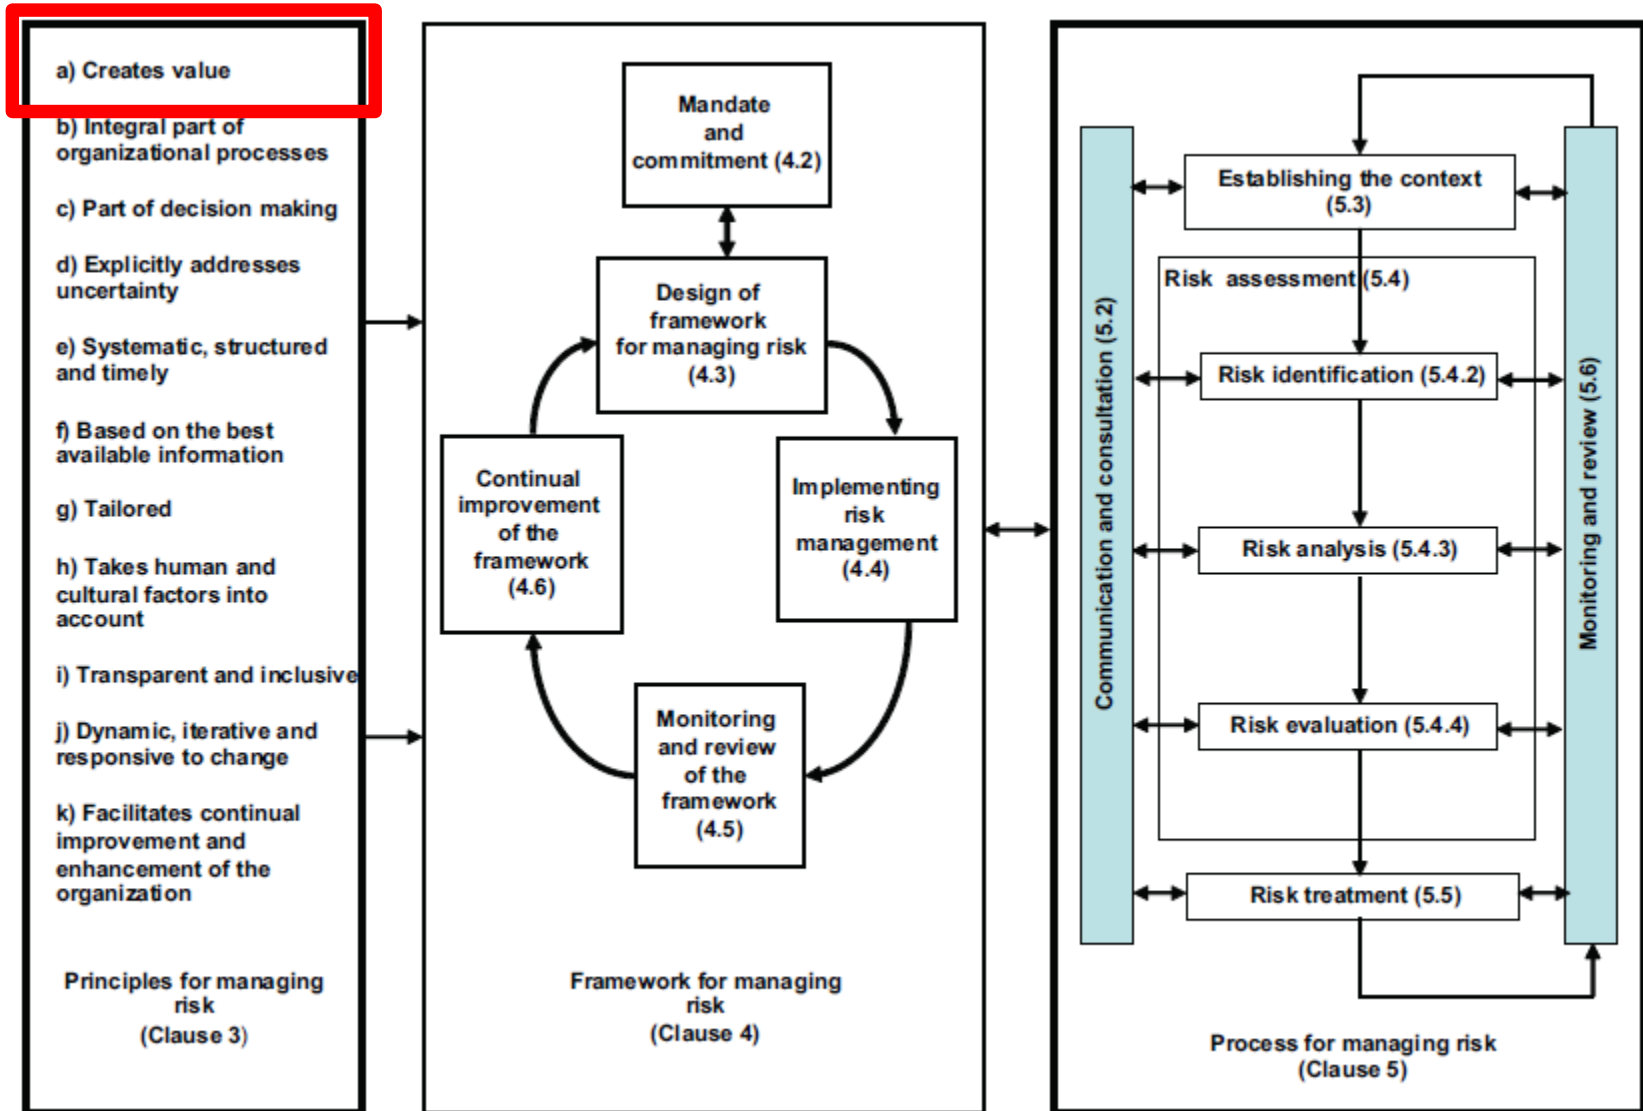 a) Creates value
b) Integral part of
organizational processes
c) Part of decision making
d) Explicitly addresses
uncertainty
e) Systematic, structured
and timely
f) Based on the best
available information
g) Tailored
h) Takes human and
cultural factors into
account
i) Transparent and inclusive
j) Dynamic, iterative and
responsive to change
k) Facilitates continual
improvement and
enhancement of the
organization
Principles for managing
risk
(Clause 3)
Mandate
and
commitment (4.2)
Design of
framework
for managing risk
(4.3)
Implementing
risk
management
(4.4)
Monitoring
and review
of the
framework
(4.5)
Continual
improvement
of the
framework
(4.6)
Framework for managing
risk
(Clause 4)
Communication and consultation (5.2)
Establishing the context
(5.3)
Risk assessment (5.4)
Risk identification (5.4.2)
Risk analysis (5.4.3)
Risk evaluation (5.4.4)
Risk treatment (5.5)
Monitoring and review (5.6)
Process for managing risk
(Clause 5)